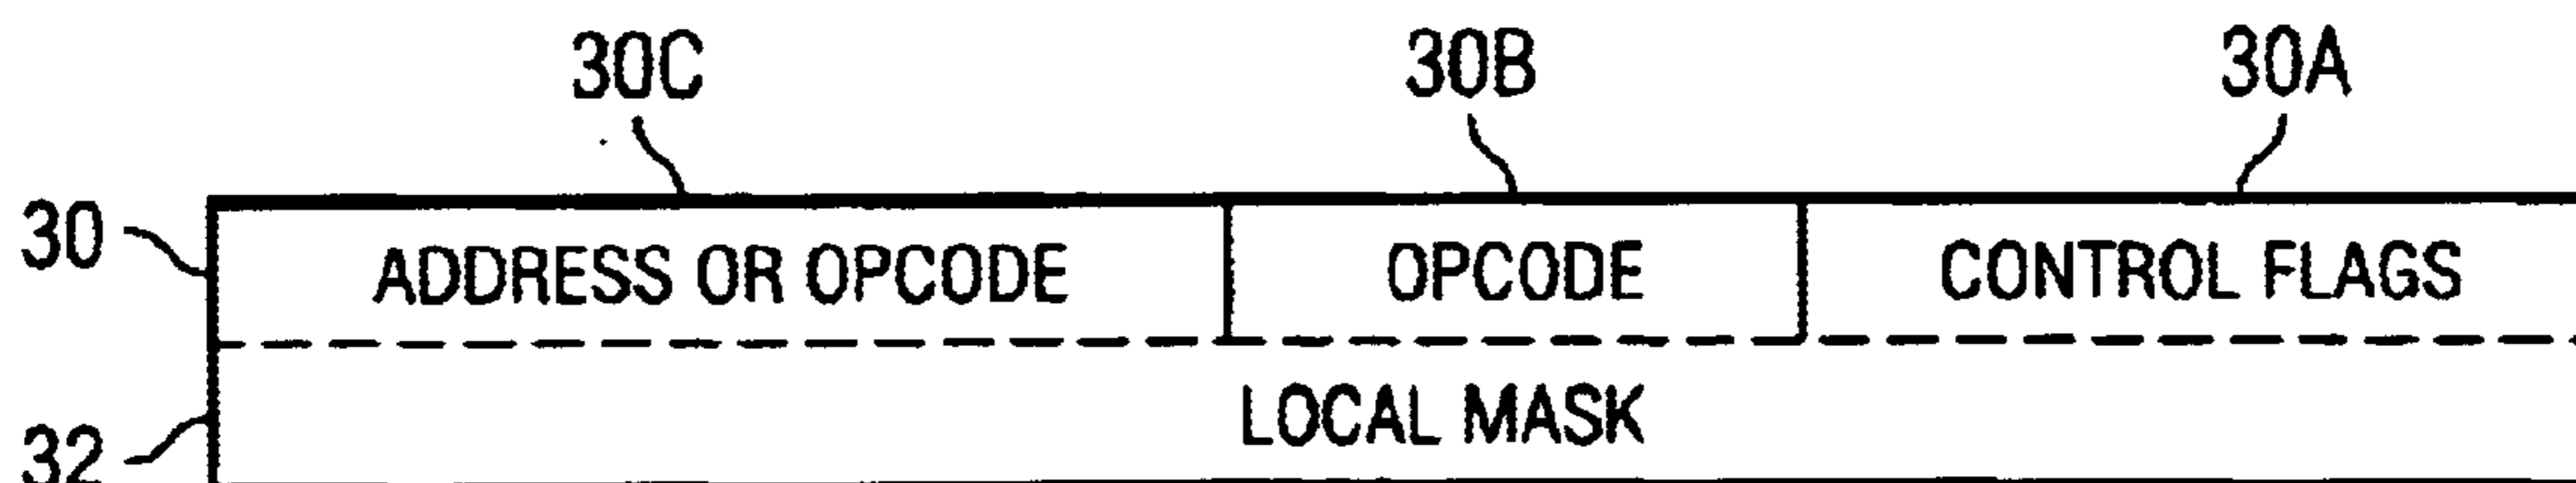 30C 30B 30A
30 ADDRESS OR OPCODE OPCODE CONTROL FLAGS
32 LOCAL MASK